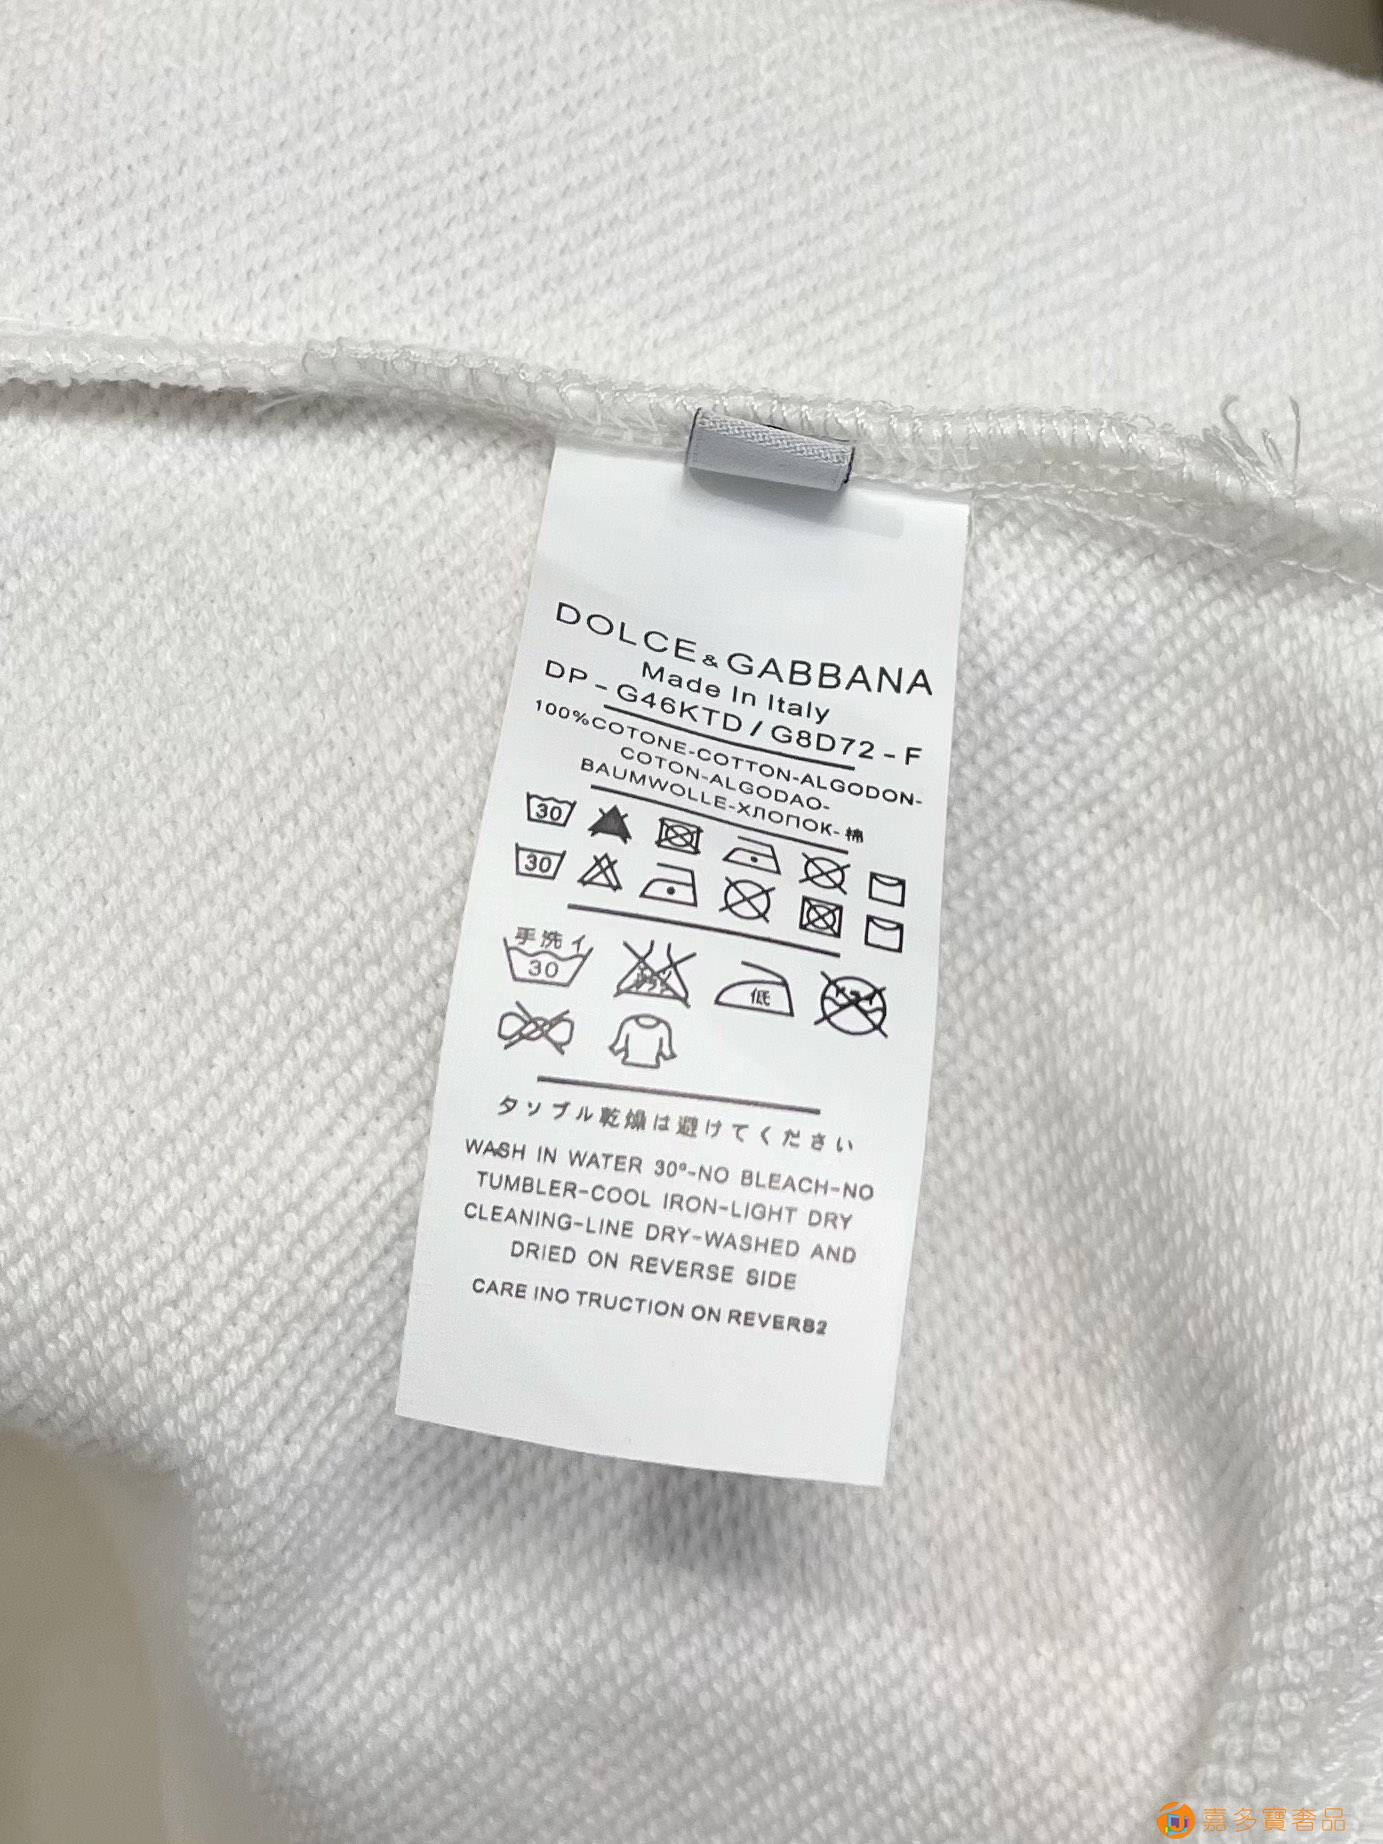 DOLCE&GABBANA
Made In Italy
DP-G46KTD/G8D72-F
100%COTONE-COTTON-ALGODON-
COTON-ALGODAO-
BAUMWOLLE-ХЛОПОК-棉
30
30
手洗イ
30
低
タソブル乾燥は避けてください
WASH IN WATER 30º-NO BLEACH-NO
TUMBLER-COOL IRON-LIGHT DRY
CLEANING-LINE DRY-WASHED AND
DRIED ON REVERSE SIDE
CARE INO TRUCTION ON REVERS2
嘉多寶奢品